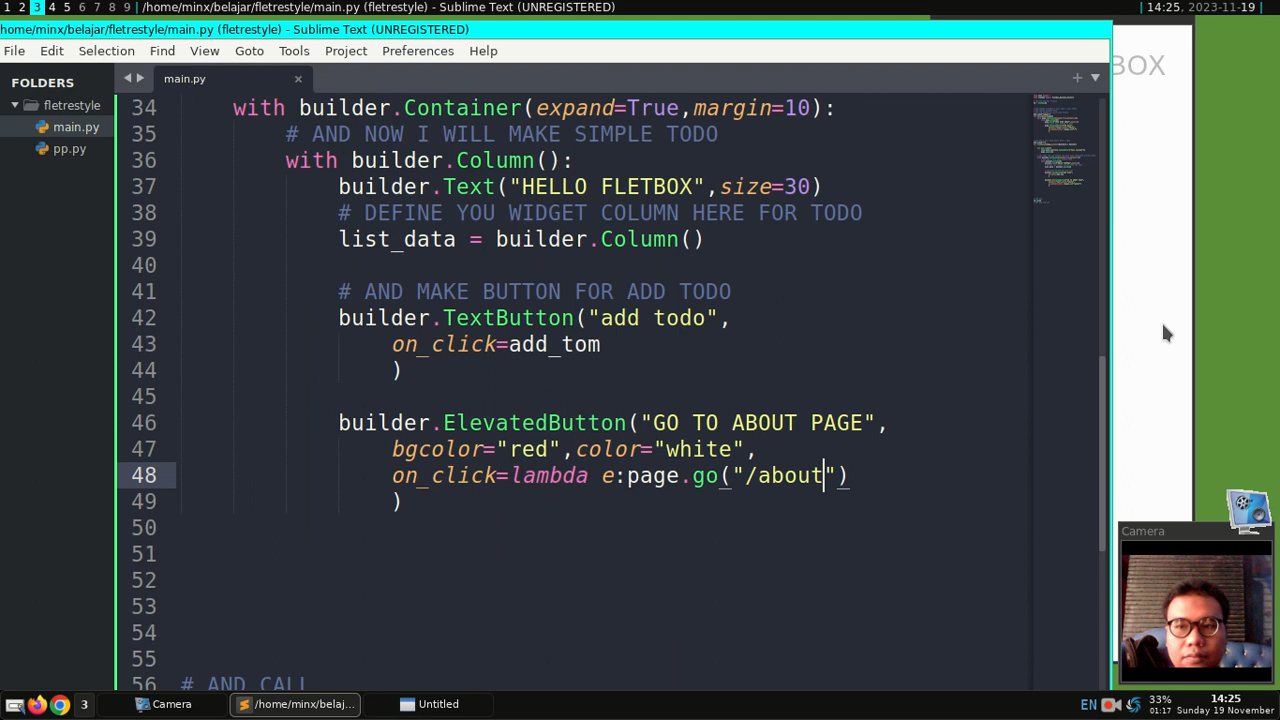 1 2 3 4 5 6 7 8 9 /home/minx/belajar/fletrestyle/main.py (fletrestyle) - Sublime Text (UNREGISTERED) 14:25, 2023-11-19
home/minx/belajar/fletrestyle/main.py (fletrestyle) - Sublime Text (UNREGISTERED)
File Edit Selection View Find View Goto Tools Project Preferences Help
BOX
FOLDERS
fletrestyle
main.py
pp.py
main.py
34 with builder.Container(expand=True,margin=10):
35 # AND NOW I WILL MAKE SIMPLE TODO
36 with builder.Column():
37 builder.Text("HELLO FLETBOX",size=30)
38 # DEFINE YOU WIDGET COLUMN HERE FOR TODO
39 list_data = builder.Column()
40
41 # AND MAKE BUTTON FOR ADD TODO
42 builder.TextButton("add todo",
43 on_click=add_tom
44 )
45
46 builder.ElevatedButton("GO TO ABOUT PAGE",
47 bgcolor="red",color="white",
48 on_click=lambda e:page.go("/about")
49 )
50
51
52
53
54
55
56 # AND CALL
Camera
3 Camera /home/minx/belaj... Untitled EN 33% 01:17 14:25 Sunday 19 November